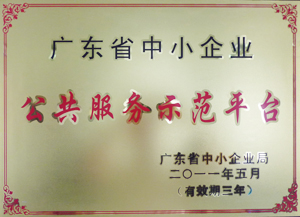 广东省中小企业
公共服务示范平台
广东省中小企业局
二〇一一年五月
（有效期三年）